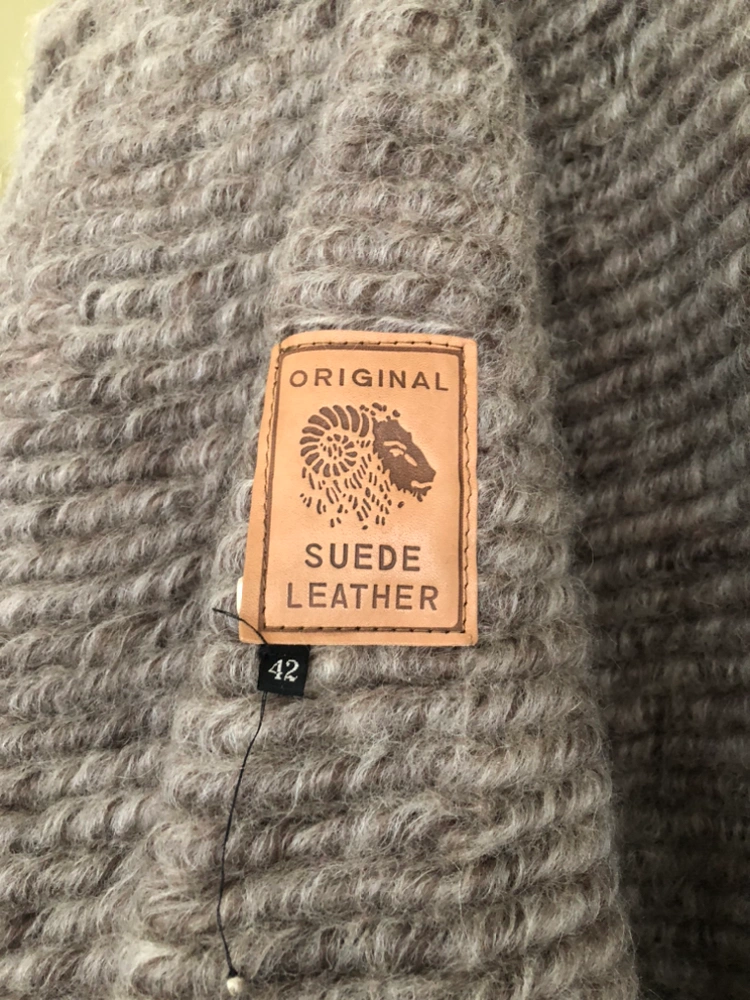 ORIGINAL
SUEDE
LEATHER
42